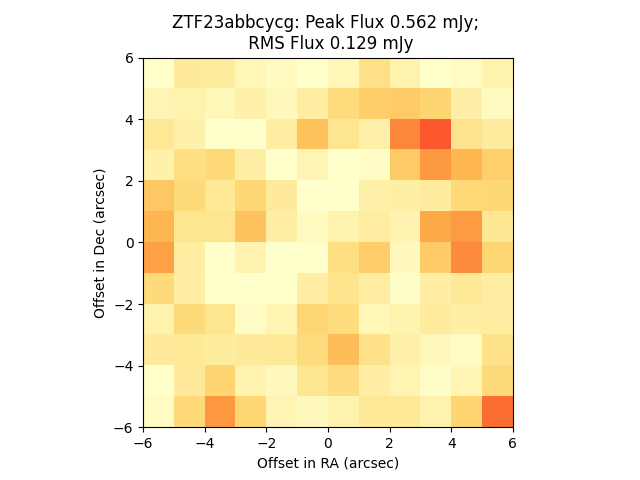 ZTF23abbcycg: Peak Flux 0.562 mJy;
RMS Flux 0.129 mJy
6
4
2
0
−2
−4
−6
Offset in Dec (arcsec)
−6 −4 −2 0 2 4 6
Offset in RA (arcsec)